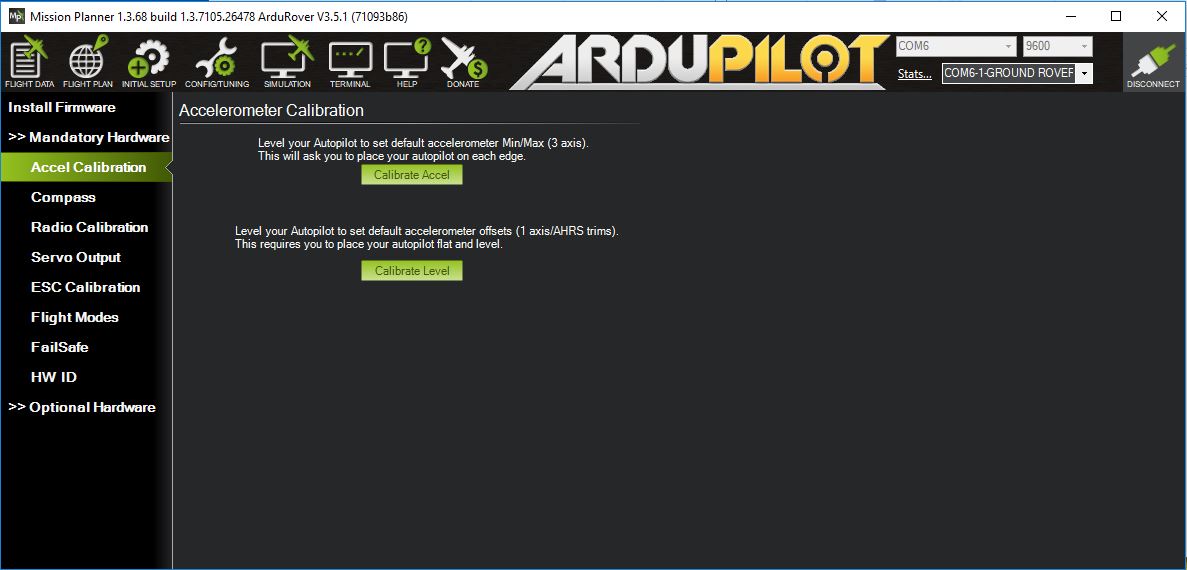 Mp
Mission Planner 1.3.68 build 1.3.7105.26478 ArduRover V3.5.1 (71093b86)
FLIGHT DATA
FLIGHT PLAN
INITIAL SETUP
CONFIG/TUNING
SIMULATION
TERMINAL
HELP
DONATE
ARDUPILOT
COM6
9600
Stats...
COM6-1-GROUND ROVER
DISCONNECT
Install Firmware
>> Mandatory Hardware
Accel Calibration
Compass
Radio Calibration
Servo Output
ESC Calibration
Flight Modes
FailSafe
HW ID
>> Optional Hardware
Accelerometer Calibration
Level your Autopilot to set default accelerometer Min/Max (3 axis).
This will ask you to place your autopilot on each edge.
Calibrate Accel
Level your Autopilot to set default accelerometer offsets (1 axis/AHRS trims).
This requires you to place your autopilot flat and level.
Calibrate Level